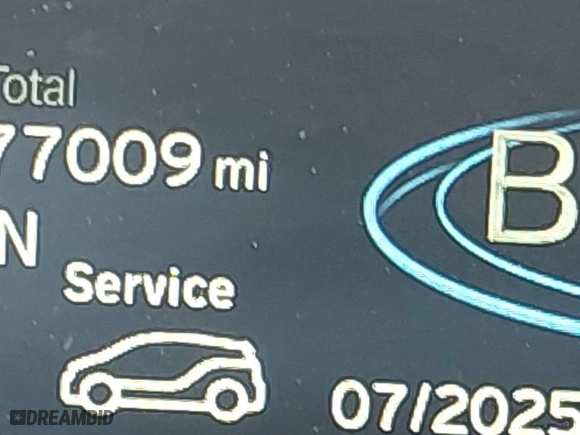 Total
77009 mi
N
B
Service
07/2025
DREAMBID